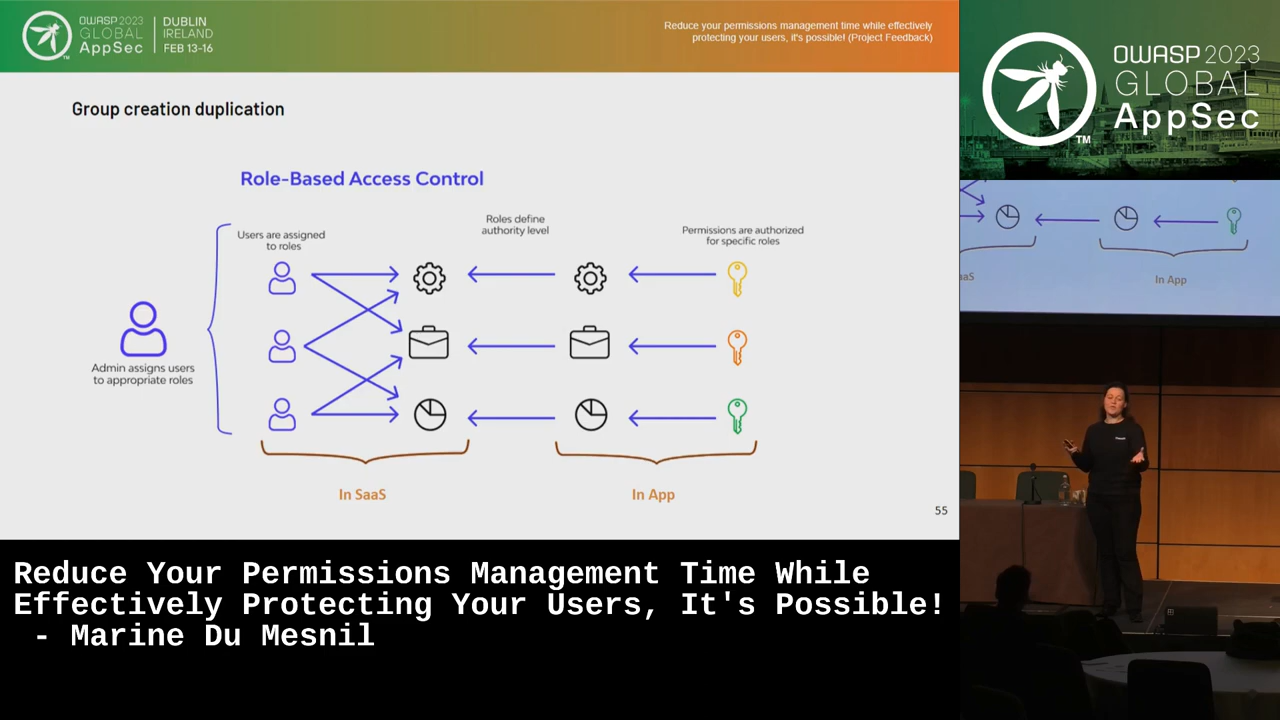 OWASP 2023
GLOBAL
AppSec
TM
DUBLIN
IRELAND
FEB 13-16
Reduce your permissions management time while effectively
protecting your users, it's possible! (Project Feedback)
Group creation duplication
Role-Based Access Control
Users are assigned
to roles
Roles define
authority level
Permissions are authorized
for specific roles
Admin assigns users
to appropriate roles
In SaaS
In App
55
OWASP 2023
GLOBAL
AppSec
TM
aaS
In App
Reduce Your Permissions Management Time While
Effectively Protecting Your Users, It's Possible!
- Marine Du Mesnil